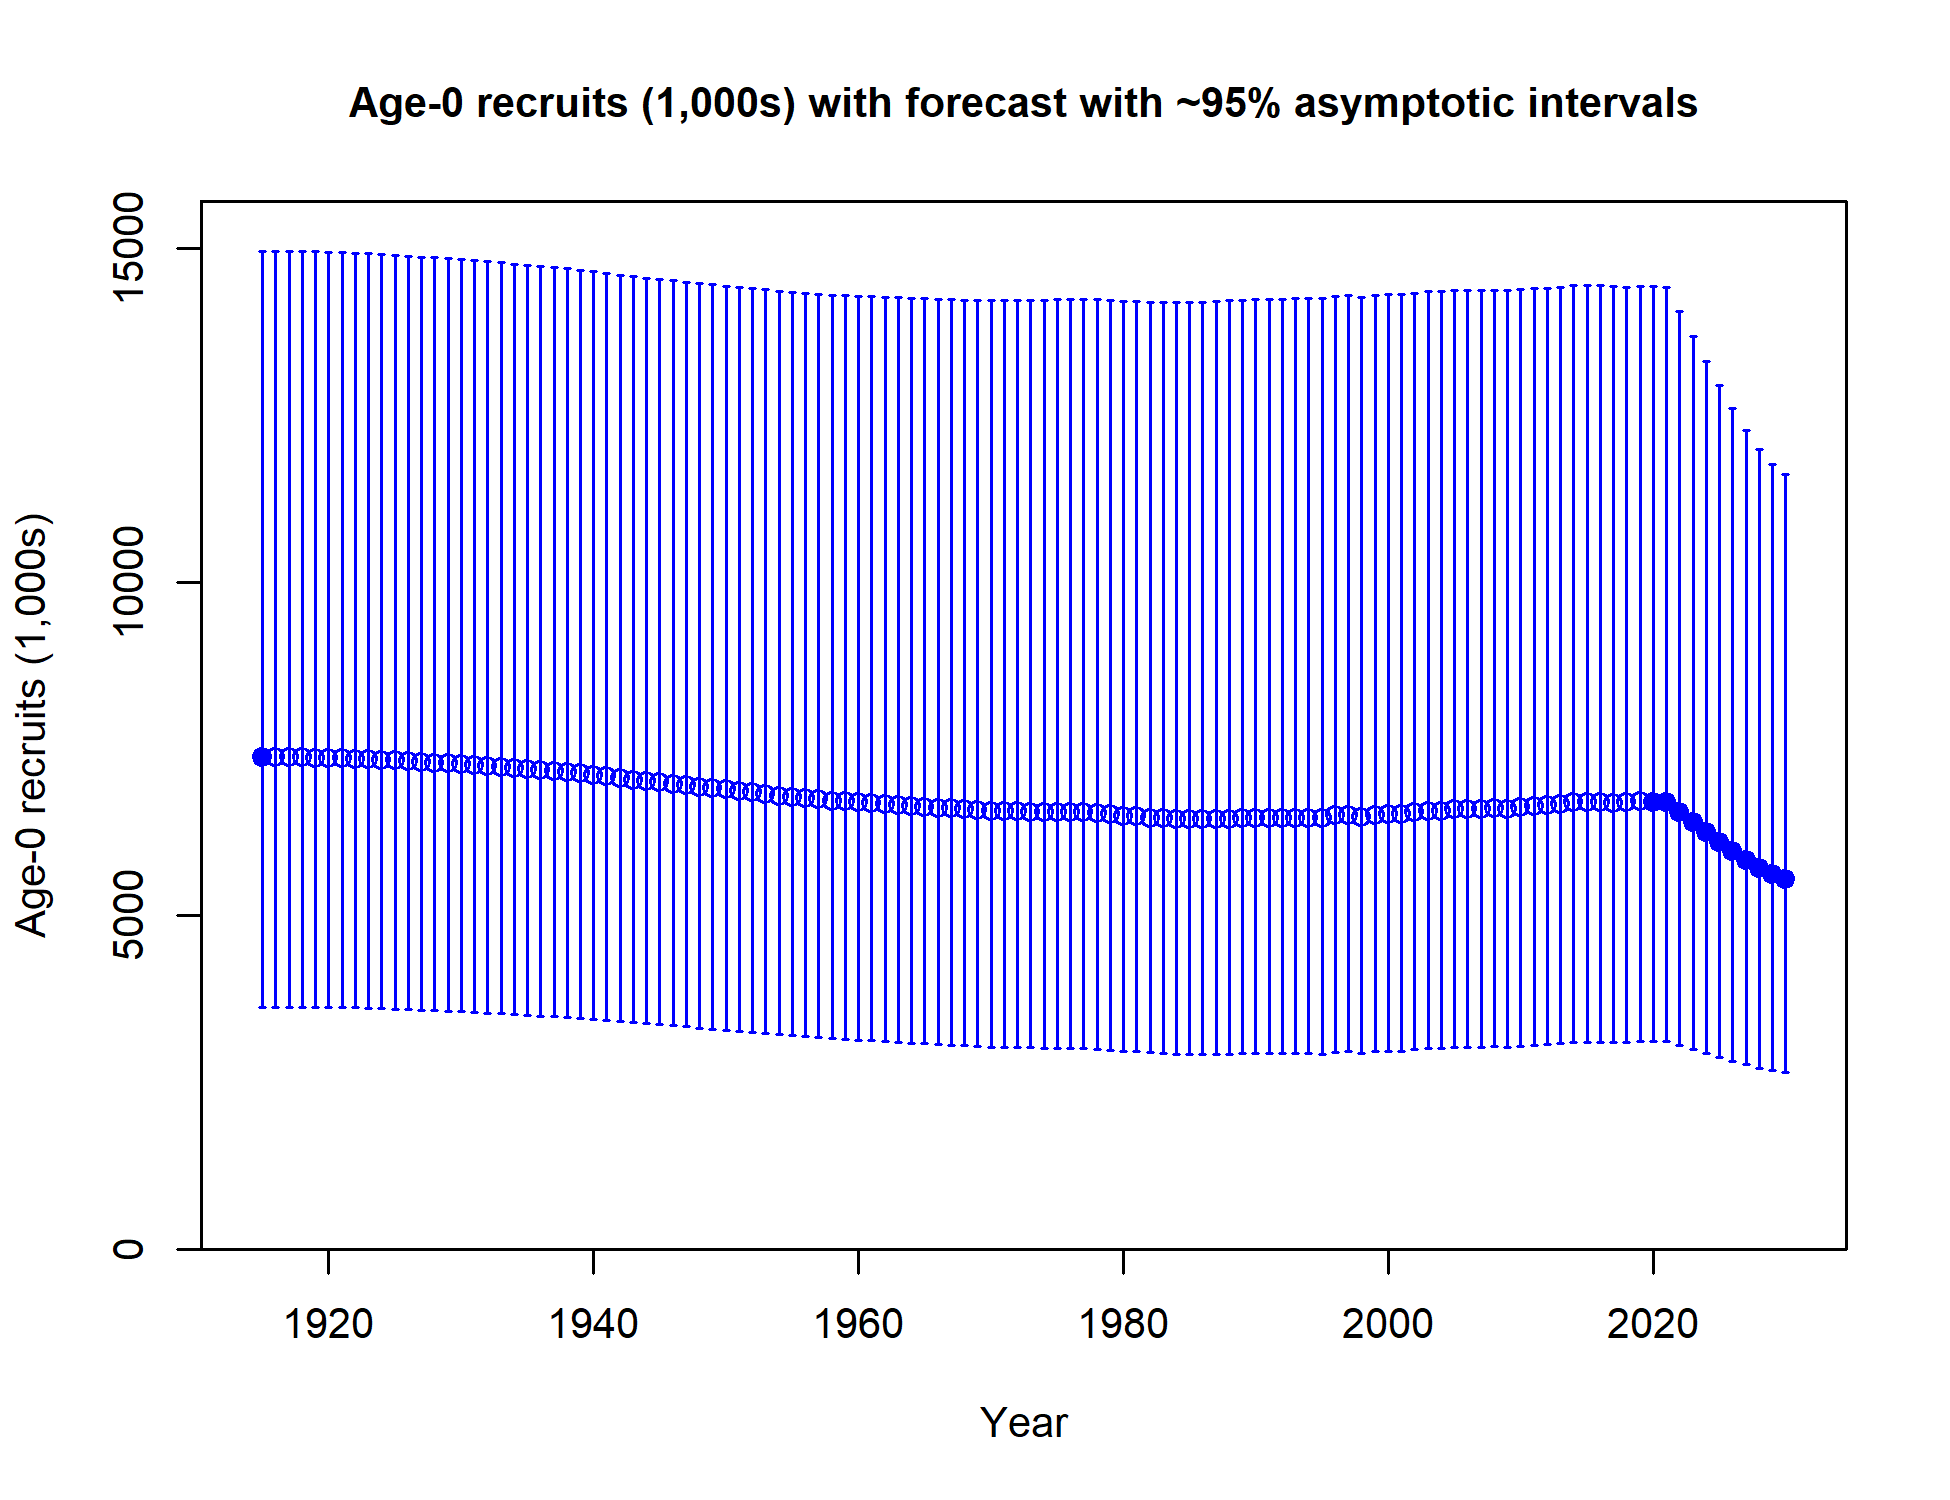 Age-0 recruits (1,000s) with forecast with ~95% asymptotic intervals
Age-0 recruits (1,000s)
15000
10000
5000
0
1920 1940 1960 1980 2000 2020
Year